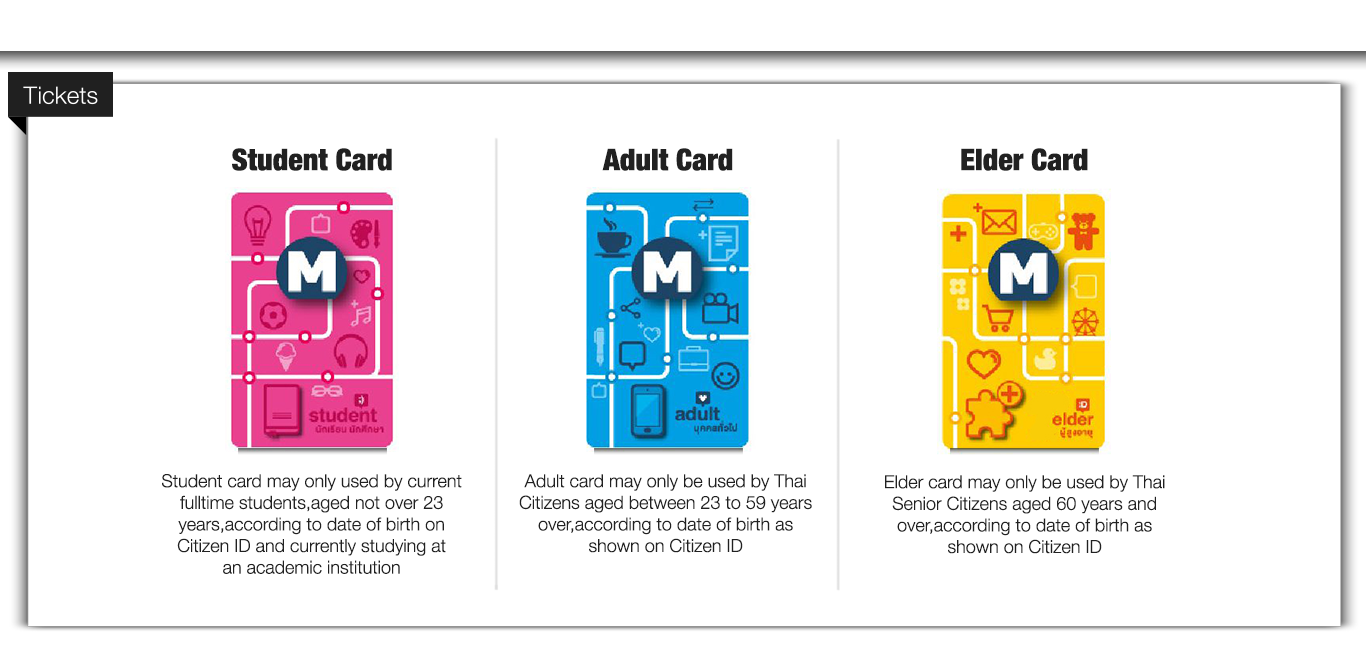 Tickets
Student Card
M
student
นักเรียน นักศึกษา
Student card may only used by current
fulltime students,aged not over 23
years,according to date of birth on
Citizen ID and currently studying at
an academic institution
Adult Card
M
adult
บุคคลทั่วไป
Adult card may only be used by Thai
Citizens aged between 23 to 59 years
over,according to date of birth as
shown on Citizen ID
Elder Card
M
:D
elder
ผู้สูงอายุ
Elder card may only be used by Thai
Senior Citizens aged 60 years and
over,according to date of birth as
shown on Citizen ID